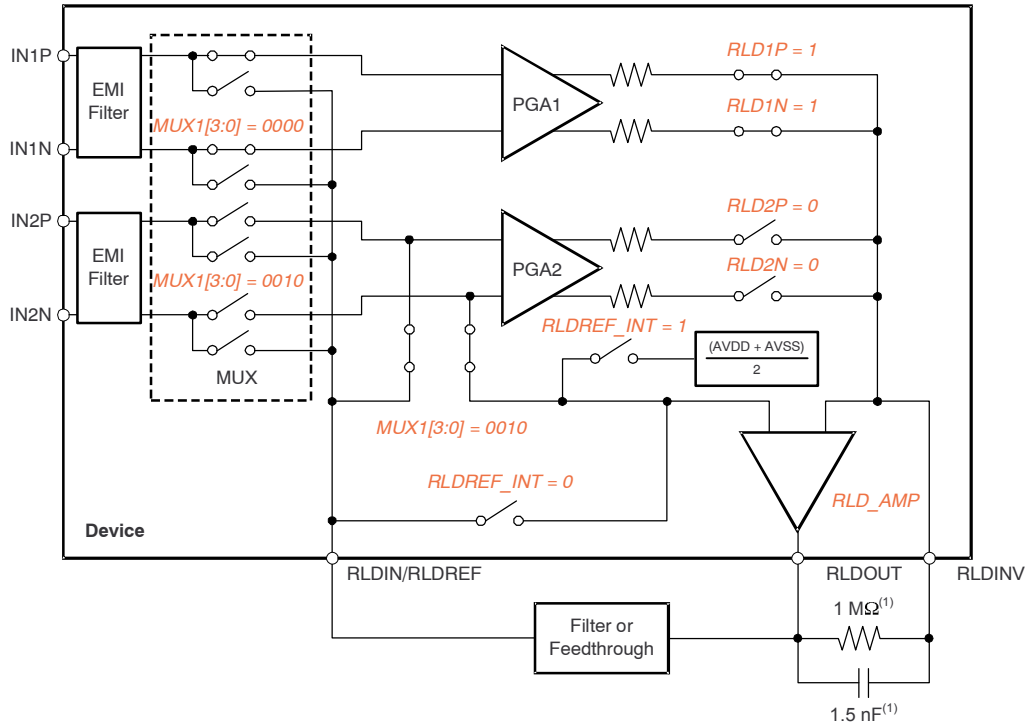 IN1P
EMI
Filter
IN1N
MUX1[3:0] = 0000
PGA1
RLD1P = 1
RLD1N = 1
IN2P
EMI
Filter
IN2N
MUX1[3:0] = 0010
MUX
PGA2
RLD2P = 0
RLD2N = 0
RLDREF_INT = 1
(AVDD + AVSS)
2
MUX1[3:0] = 0010
RLDREF_INT = 0
RLD_AMP
Device
RLDIN/RLDREF
RLDOUT
RLDINV
Filter or
Feedthrough
1 MΩ(1)
1.5 nF(1)